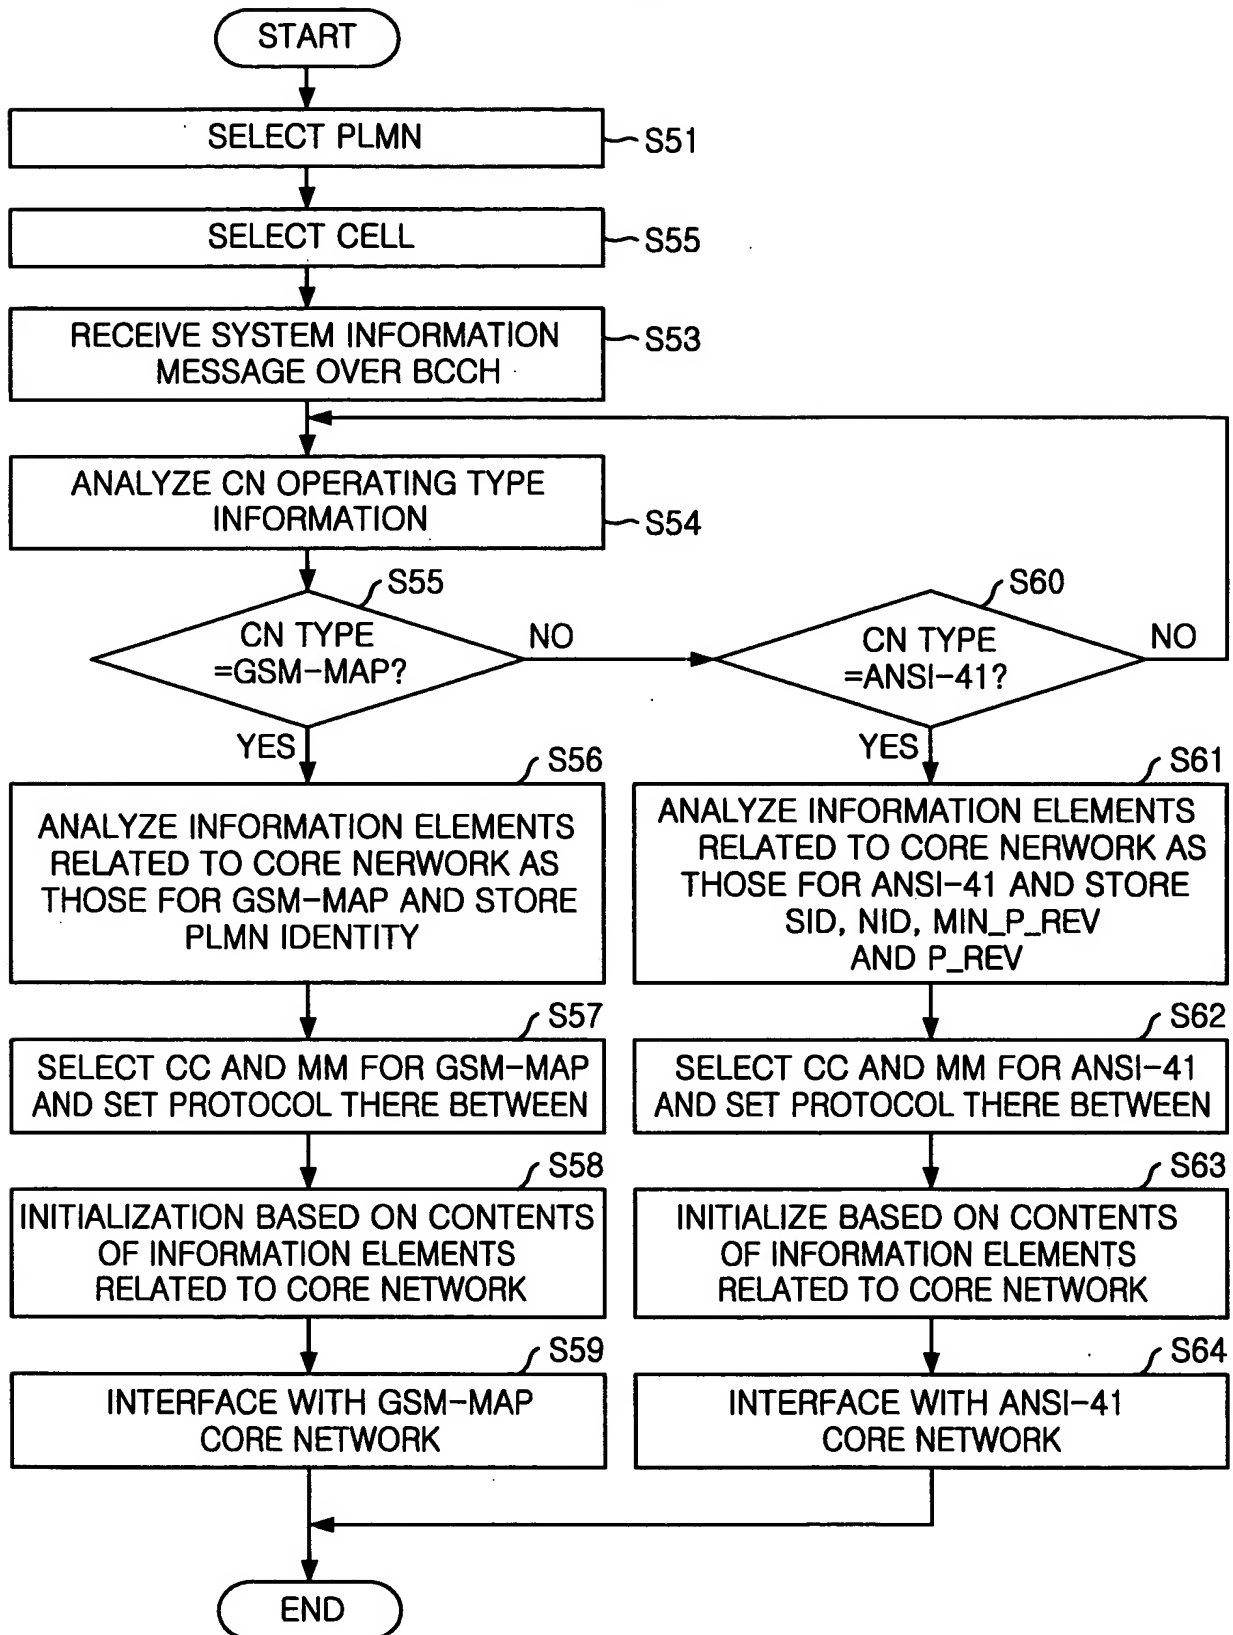 START
SELECT PLMN
S51
SELECT CELL
S55
RECEIVE SYSTEM INFORMATION
MESSAGE OVER BCCH
S53
ANALYZE CN OPERATING TYPE
INFORMATION
S54
S55
CN TYPE
=GSM-MAP?
NO
YES
S60
CN TYPE
=ANSI-41?
NO
YES
S56
ANALYZE INFORMATION ELEMENTS
RELATED TO CORE NERWORK AS
THOSE FOR GSM-MAP AND STORE
PLMN IDENTITY
S61
ANALYZE INFORMATION ELEMENTS
RELATED TO CORE NERWORK AS
THOSE FOR ANSI-41 AND STORE
SID, NID, MIN_P_REV
AND P_REV
S57
SELECT CC AND MM FOR GSM-MAP
AND SET PROTOCOL THERE BETWEEN
S62
SELECT CC AND MM FOR ANSI-41
AND SET PROTOCOL THERE BETWEEN
S58
INITIALIZATION BASED ON CONTENTS
OF INFORMATION ELEMENTS
RELATED TO CORE NETWORK
S63
INITIALIZE BASED ON CONTENTS
OF INFORMATION ELEMENTS
RELATED TO CORE NETWORK
S59
INTERFACE WITH GSM-MAP
CORE NETWORK
S64
INTERFACE WITH ANSI-41
CORE NETWORK
END